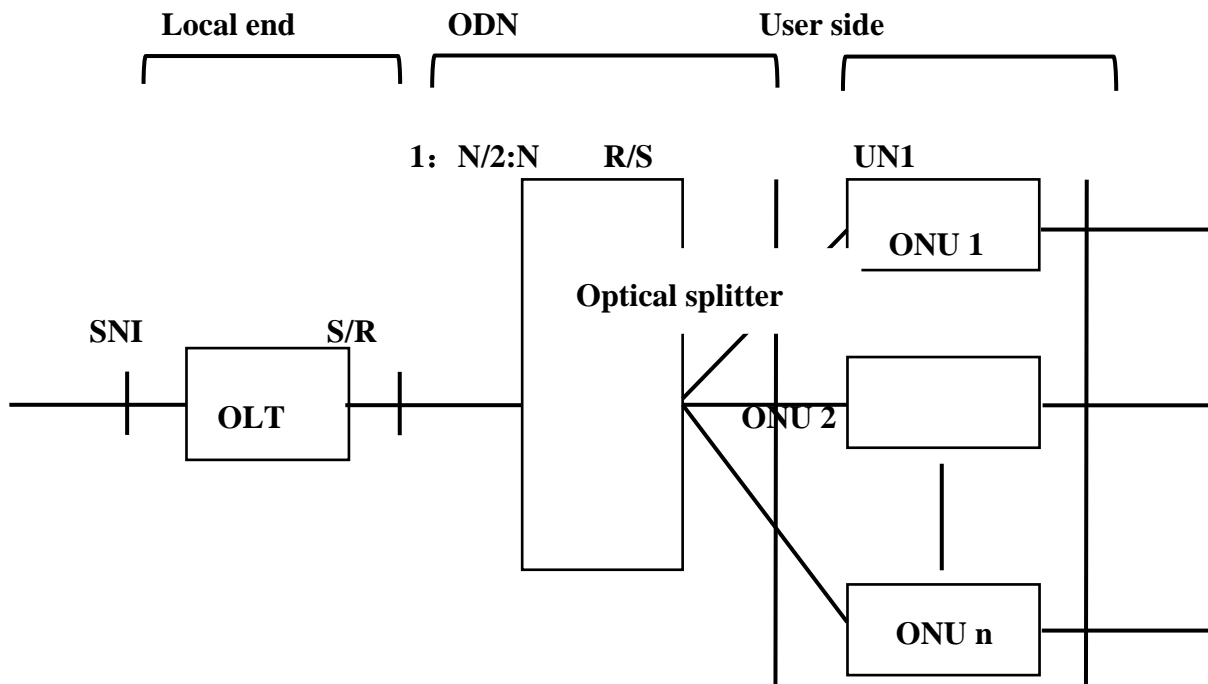 Local end ODN User side
1：N/2:N R/S UN1
ONU 1
Optical splitter
SNI S/R
OLT ONU 2
ONU n